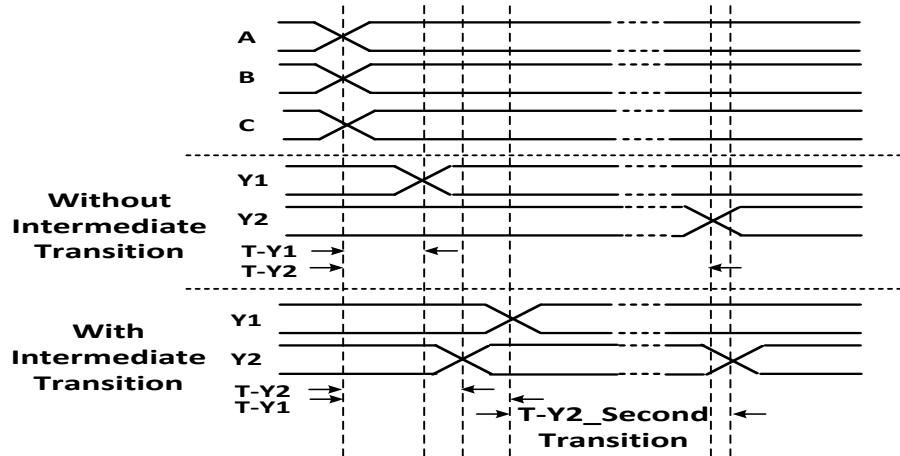 A
B
C
Y1
Without
Intermediate
Transition
Y2
T-Y1
T-Y2
Y1
With
Intermediate
Transition
Y2
T-Y2
T-Y1
T-Y2_Second
Transition